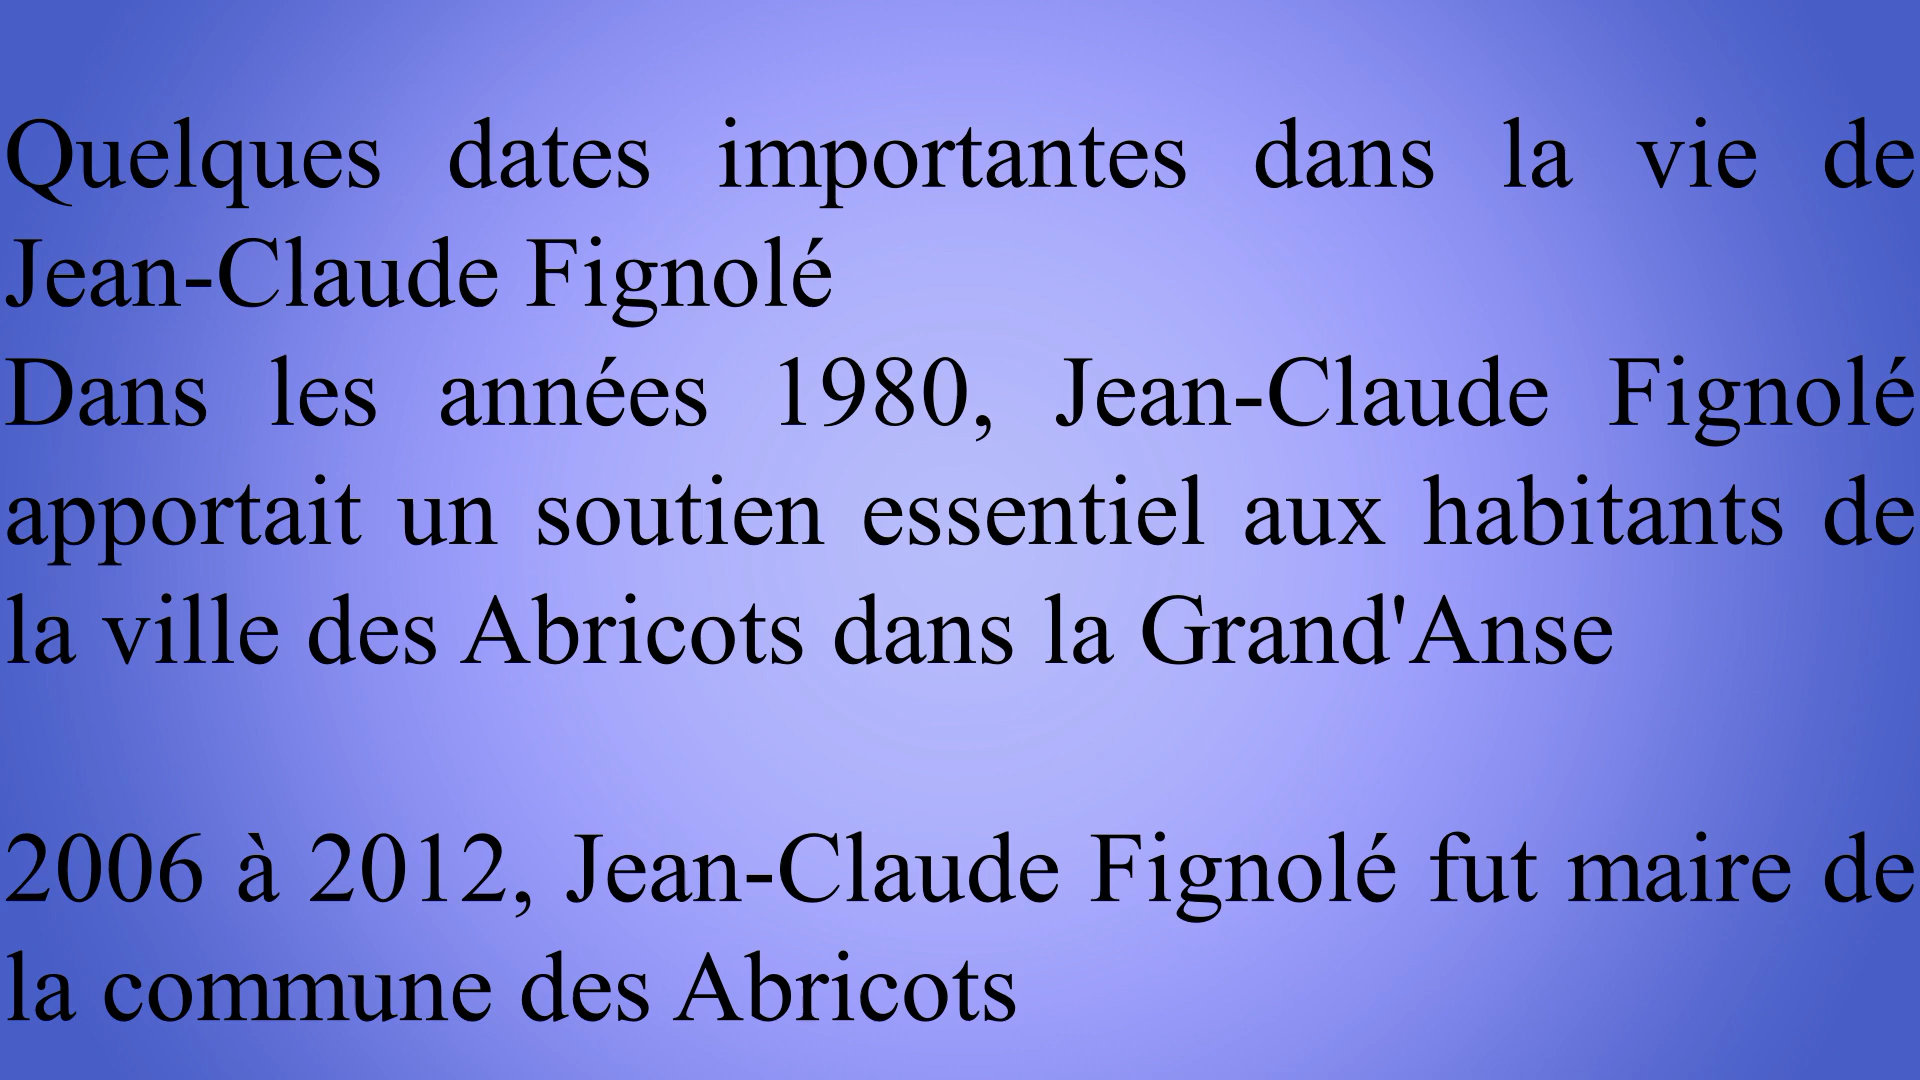 Quelques dates importantes dans la vie de
Jean-Claude Fignolé
Dans les années 1980, Jean-Claude Fignolé
apportait un soutien essentiel aux habitants de
la ville des Abricots dans la Grand'Anse
2006 à 2012, Jean-Claude Fignolé fut maire de
la commune des Abricots